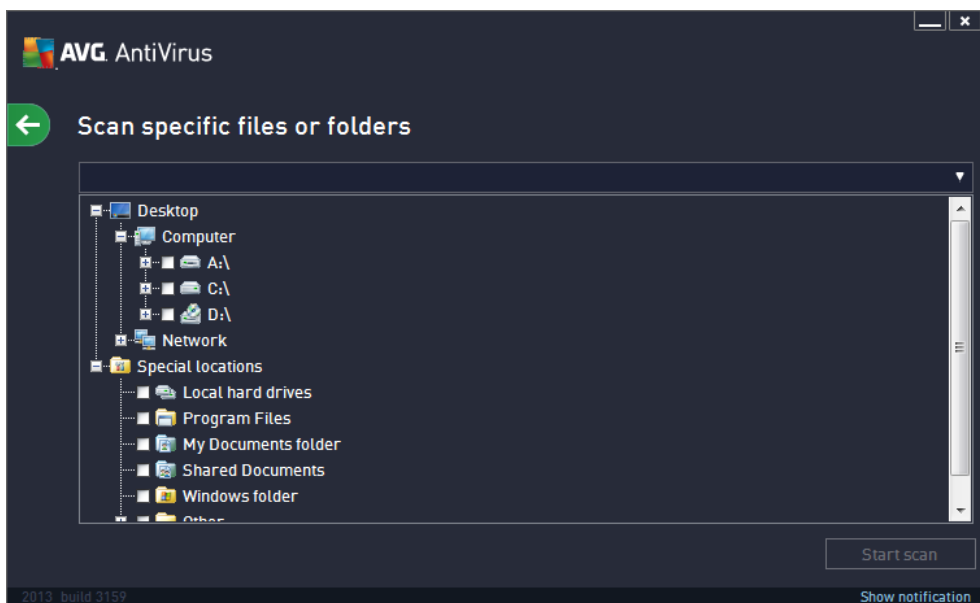 AVG. AntiVirus
Scan specific files or folders
Desktop
Computer
A:\
C:\
D:\
Network
Special locations
Local hard drives
Program Files
My Documents folder
Shared Documents
Windows folder
Other
Start scan
2013 build 3159
Show notification